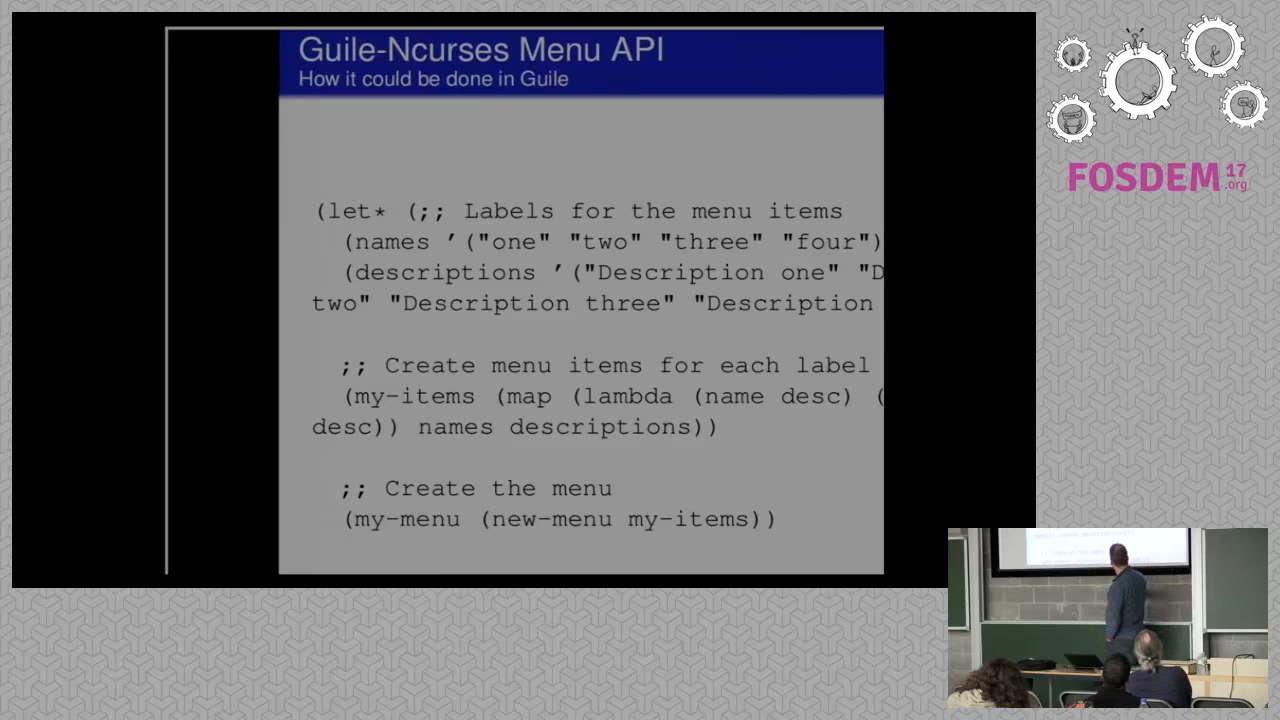 Guile-Ncurses Menu API
How it could be done in Guile
(let* (;; Labels for the menu items
(names ’("one" "two" "three" "four")
(descriptions ’("Description one" "D
two" "Description three" "Description
;; Create menu items for each label
(my-items (map (lambda (name desc) (
desc)) names descriptions))
;; Create the menu
(my-menu (new-menu my-items))
FOSDEM 17
.org